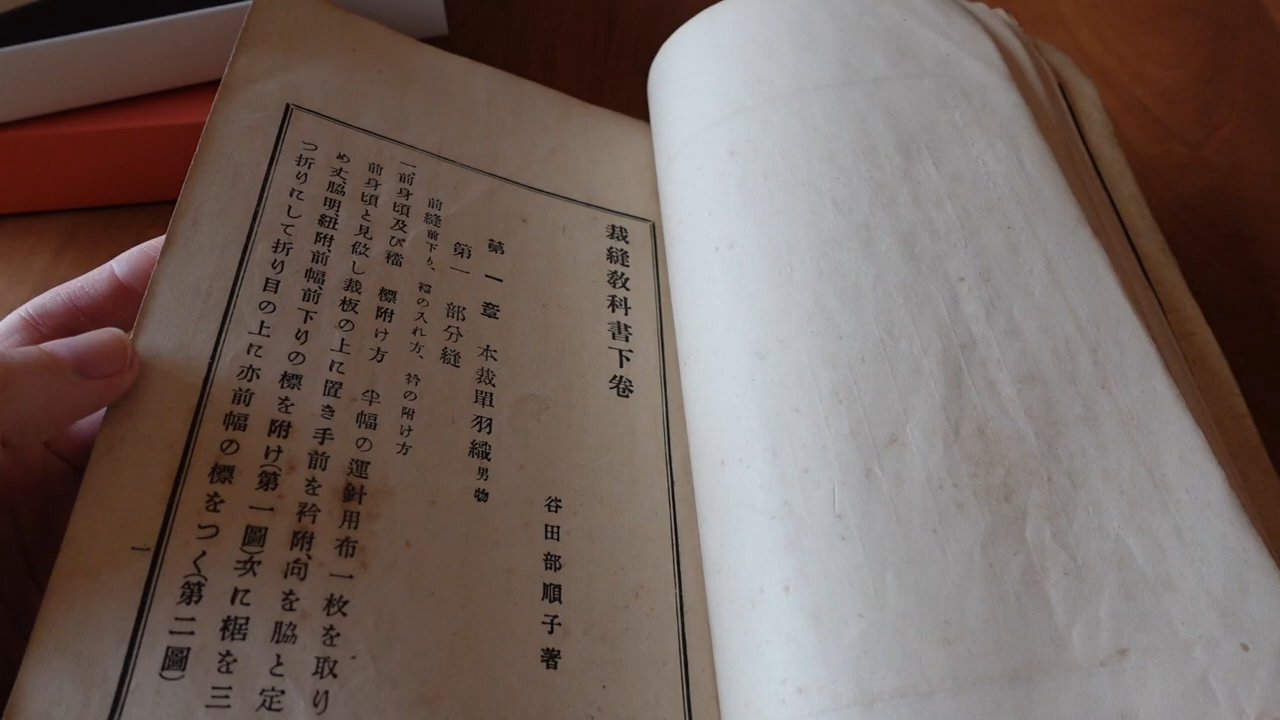 裁縫敎科書下卷
谷田部順子著
第一章 本裁單羽織男物
第一 部分縫
前縫前下り、襠の入れ方、衿の附け方
一、前身頃及び襠 標附け方 半幅の運針用布一枚を取り
前身頃と見做し裁板の上に置き手前を衿附、向を脇と定
め丈、脇明、紐附、前幅、前下りの標を附け(第一圖)次に裾を三
つ折りにして折り目の上に亦前幅の標をつく(第二圖)
一